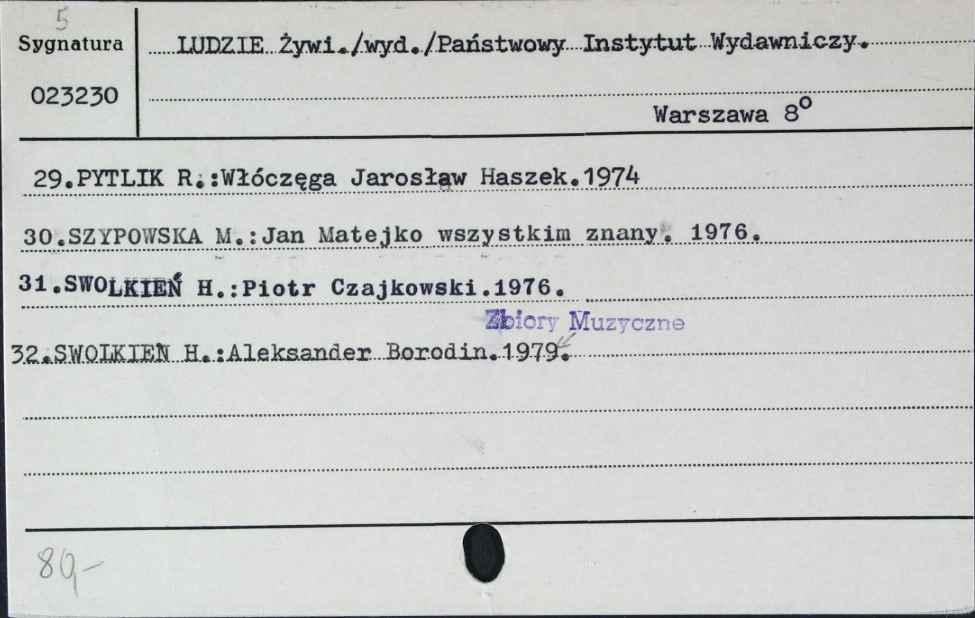 5
Sygnatura
LUDZIE Żywi./wyd./Państwowy Instytut Wydawniczy.
023230
Warszawa 8°
29.PYTLIK R.:Włóczęga Jarosław Haszek.1974
30.SZYPOWSKA M.:Jan Matejko wszystkim znany. 1976.
31.SWOLKIEŃ H.:Piotr Czajkowski.1976.
Zbiory Muzyczne
32.SWOLKIEŃ H.:Aleksander Borodin.1979.
80,-